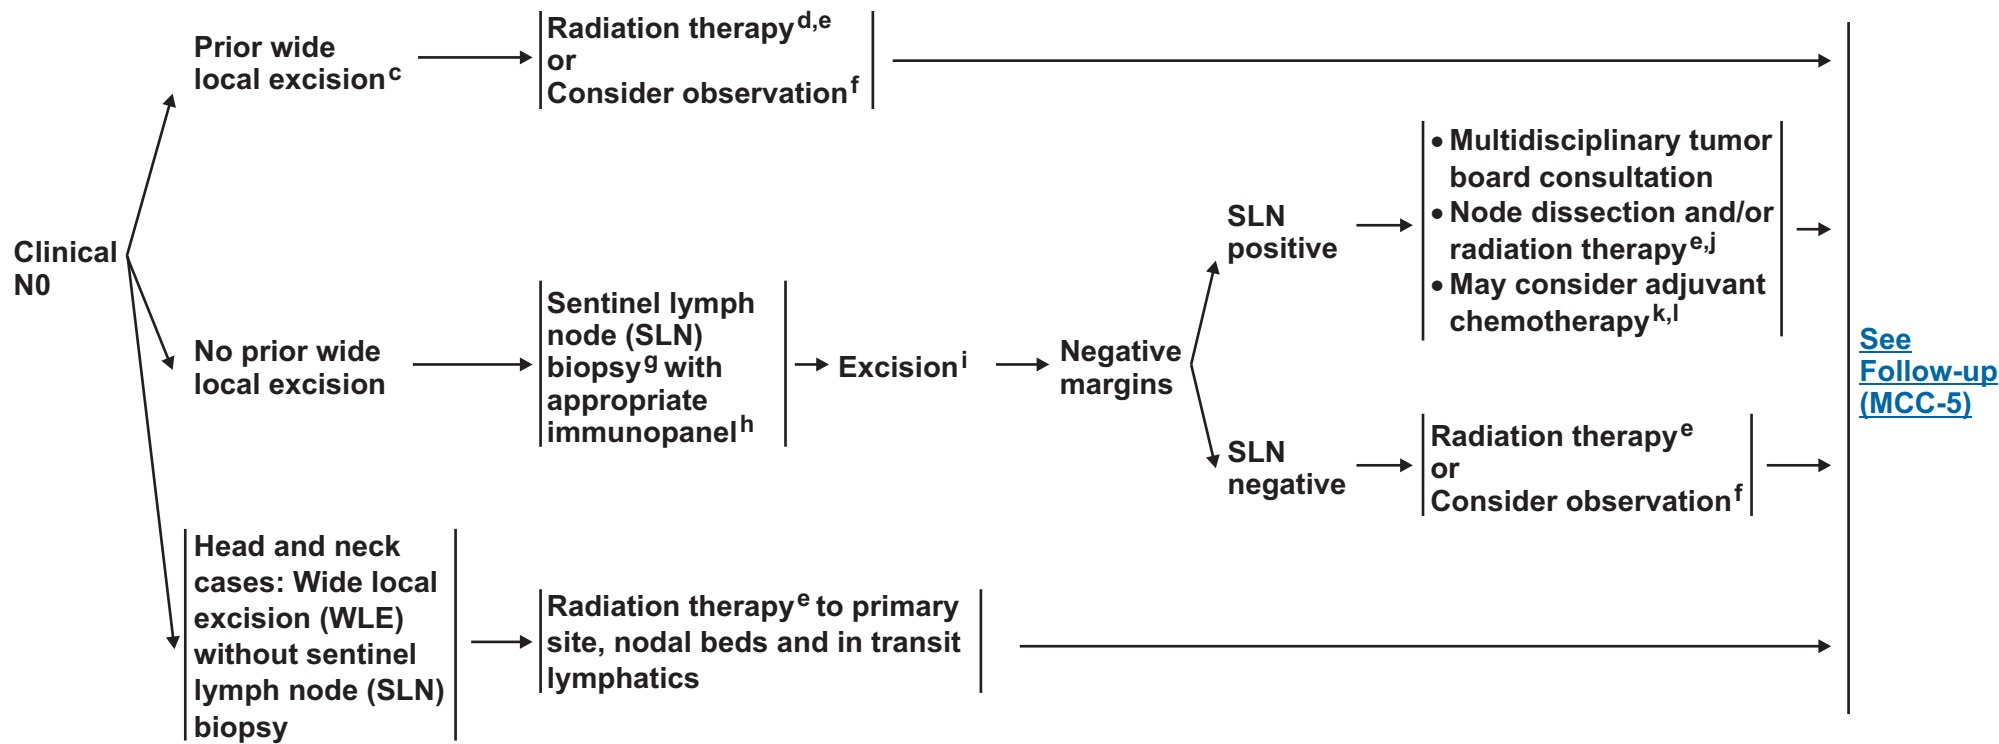 Clinical
N0
Prior wide
local excision c
Radiation therapy d,e
or
Consider observation f
No prior wide
local excision
Sentinel lymph
node (SLN)
biopsy g with
appropriate
immunopanel h
Excision i
Negative
margins
SLN
positive
• Multidisciplinary tumor
board consultation
• Node dissection and/or
radiation therapy e,j
• May consider adjuvant
chemotherapy k,l
SLN
negative
Radiation therapy e
or
Consider observation f
Head and neck
cases: Wide local
excision (WLE)
without sentinel
lymph node (SLN)
biopsy
Radiation therapy e to primary
site, nodal beds and in transit
lymphatics
See
Follow-up
(MCC-5)